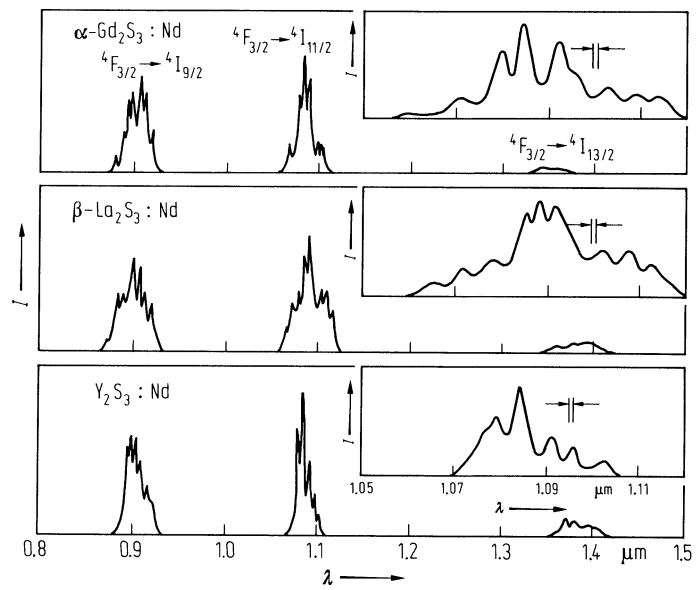 α-Gd₂S₃ : Nd
⁴F₃/₂ → ⁴I₉/₂
⁴F₃/₂ → ⁴I₁₁/₂
I
⁴F₃/₂ → ⁴I₁₃/₂
β-La₂S₃ : Nd
I
I
Y₂S₃ : Nd
I
1.05 1.07 1.09 μm 1.11
λ
0.8 0.9 1.0 1.1 1.2 1.3 1.4 μm 1.5
λ